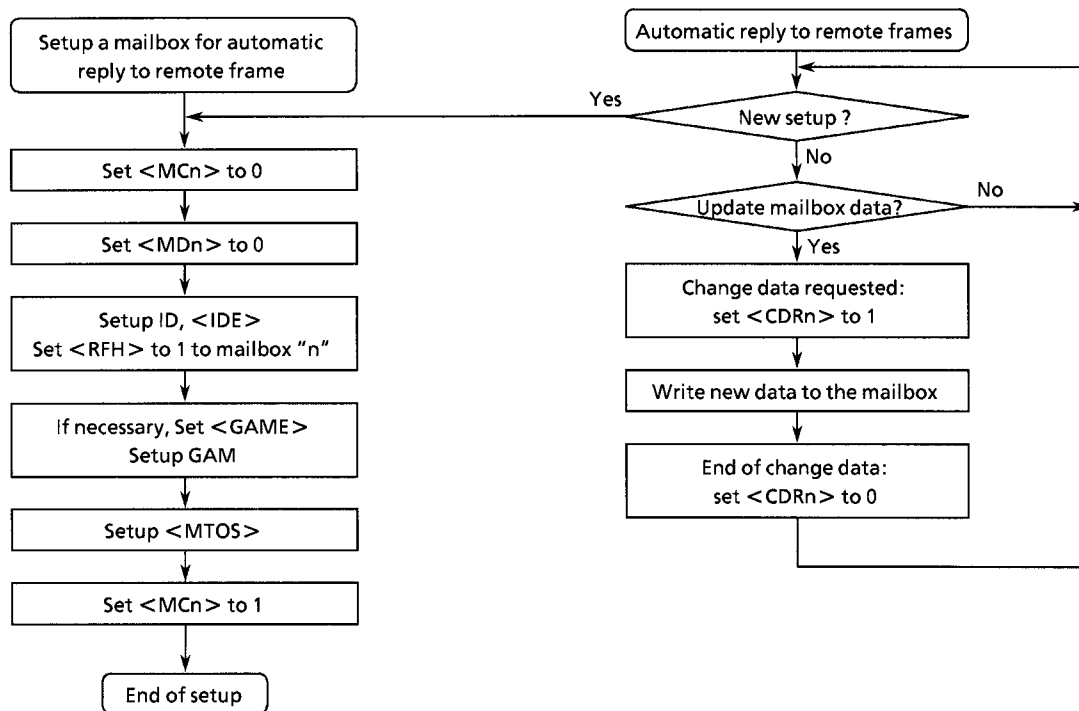 Setup a mailbox for automatic
reply to remote frame
Set <MCn> to 0
Set <MDn> to 0
Setup ID, <IDE>
Set <RFH> to 1 to mailbox “n”
If necessary, Set <GAME>
Setup GAM
Setup <MTOS>
Set <MCn> to 1
End of setup
Automatic reply to remote frames
Yes
New setup ?
No
Update mailbox data?
No
Yes
Change data requested:
set <CDRn> to 1
Write new data to the mailbox
End of change data:
set <CDRn> to 0